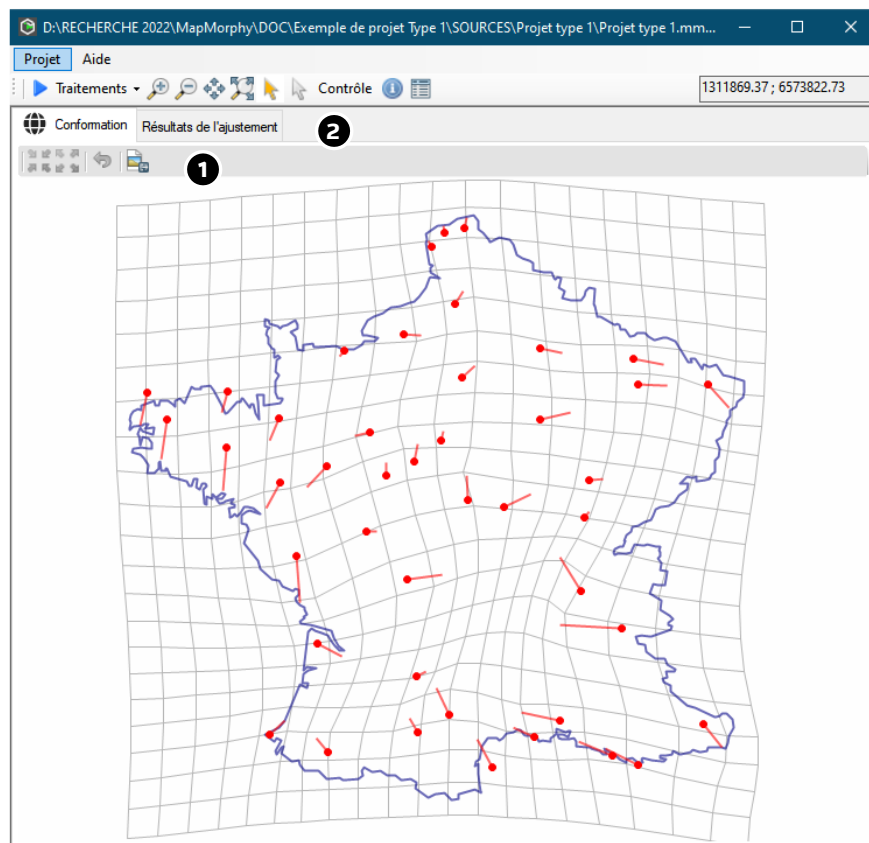 D:\RECHERCHE 2022\MapMorphy\DOC\Exemple de projet Type 1\SOURCES\Projet type 1\Projet type 1.mm...
Projet Aide
Traitements Contrôle 1311869.37 ; 6573822.73
Conformation Résultats de l'ajustement 2
1